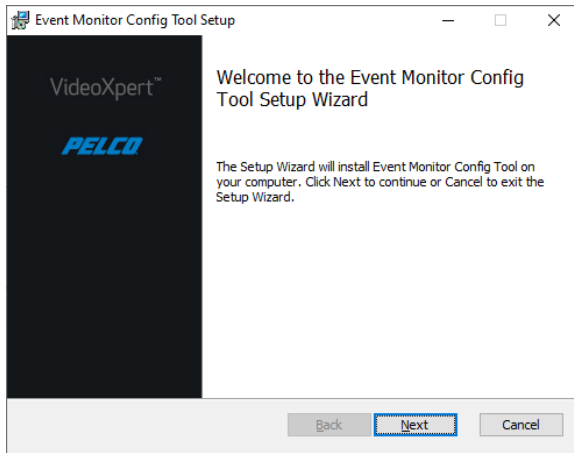 Event Monitor Config Tool Setup
VideoXpert™
PELCO
Welcome to the Event Monitor Config
Tool Setup Wizard
The Setup Wizard will install Event Monitor Config Tool on
your computer. Click Next to continue or Cancel to exit the
Setup Wizard.
Back Next Cancel